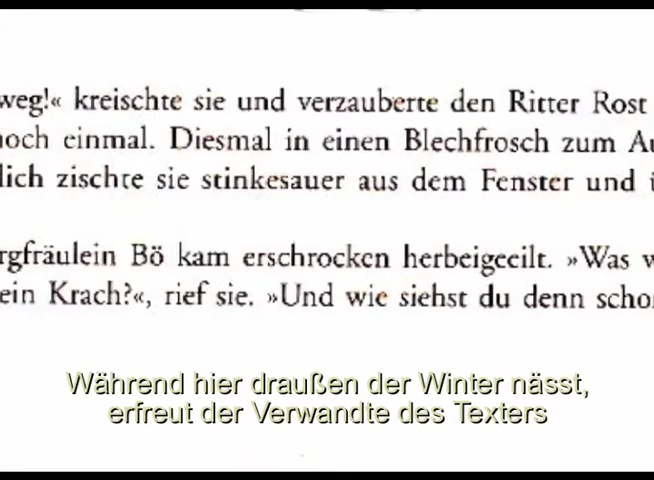 weg!« kreischte sie und verzauberte den Ritter Rost
noch einmal. Diesmal in einen Blechfrosch zum Au
lich zischte sie stinkesauer aus dem Fenster und i
rgfräulein Bö kam erschrocken herbeigeeilt. »Was w
ein Krach?«, rief sie. »Und wie siehst du denn scho
Während hier draußen der Winter nässt,
erfreut der Verwandte des Texters